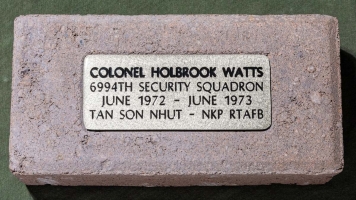 COLONEL HOLBROOK WATTS
6994TH SECURITY SQUADRON
JUNE 1972 - JUNE 1973
TAN SON NHUT - NKP RTAFB